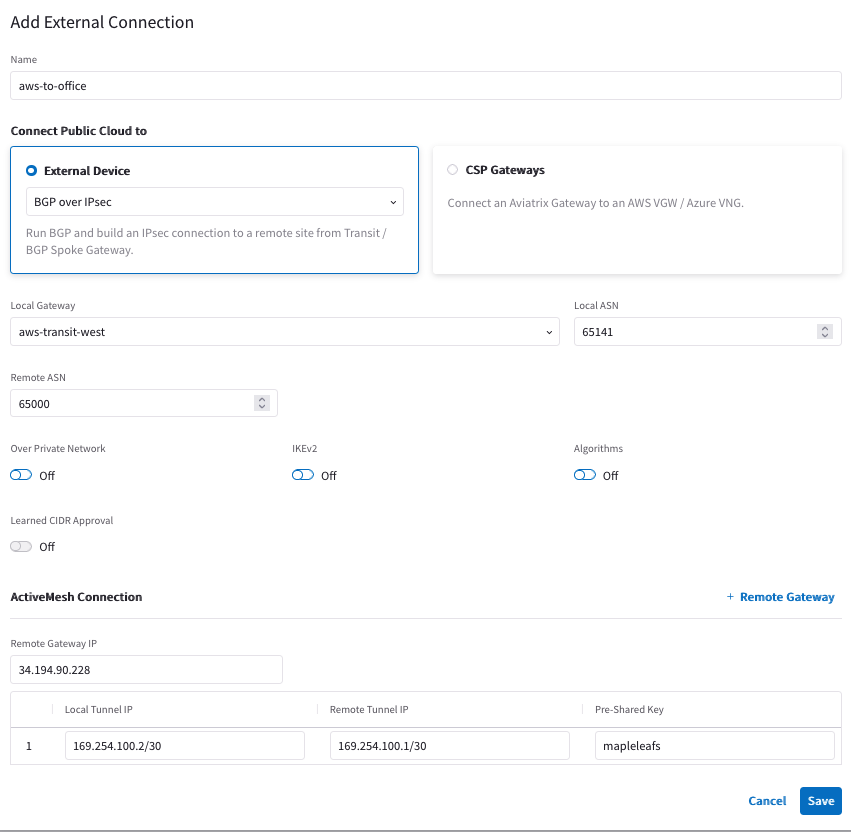 Add External Connection
Name
aws-to-office
Connect Public Cloud to
External Device
BGP over IPsec
Run BGP and build an IPsec connection to a remote site from Transit /
BGP Spoke Gateway.
CSP Gateways
Connect an Aviatrix Gateway to an AWS VGW / Azure VNG.
Local Gateway
aws-transit-west
Local ASN
65141
Remote ASN
65000
Over Private Network
Off
IKEv2
Off
Algorithms
Off
Learned CIDR Approval
Off
ActiveMesh Connection
+ Remote Gateway
Remote Gateway IP
34.194.90.228
Local Tunnel IP Remote Tunnel IP Pre-Shared Key
1 169.254.100.2/30 169.254.100.1/30 mapleleafs
Cancel Save